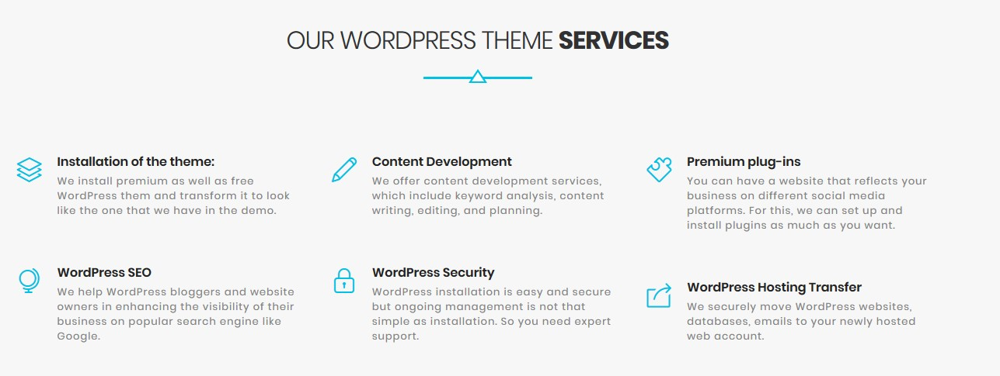 OUR WORDPRESS THEME SERVICES
Installation of the theme:
We install premium as well as free
WordPress them and transform it to look
like the one that we have in the demo.
Content Development
We offer content development services,
which include keyword analysis, content
writing, editing, and planning.
Premium plug-ins
You can have a website that reflects your
business on different social media
platforms. For this, we can set up and
install plugins as much as you want.
WordPress SEO
We help WordPress bloggers and website
owners in enhancing the visibility of their
business on popular search engine like
Google.
WordPress Security
WordPress installation is easy and secure
but ongoing management is not that
simple as installation. So you need expert
support.
WordPress Hosting Transfer
We securely move WordPress websites,
databases, emails to your newly hosted
web account.